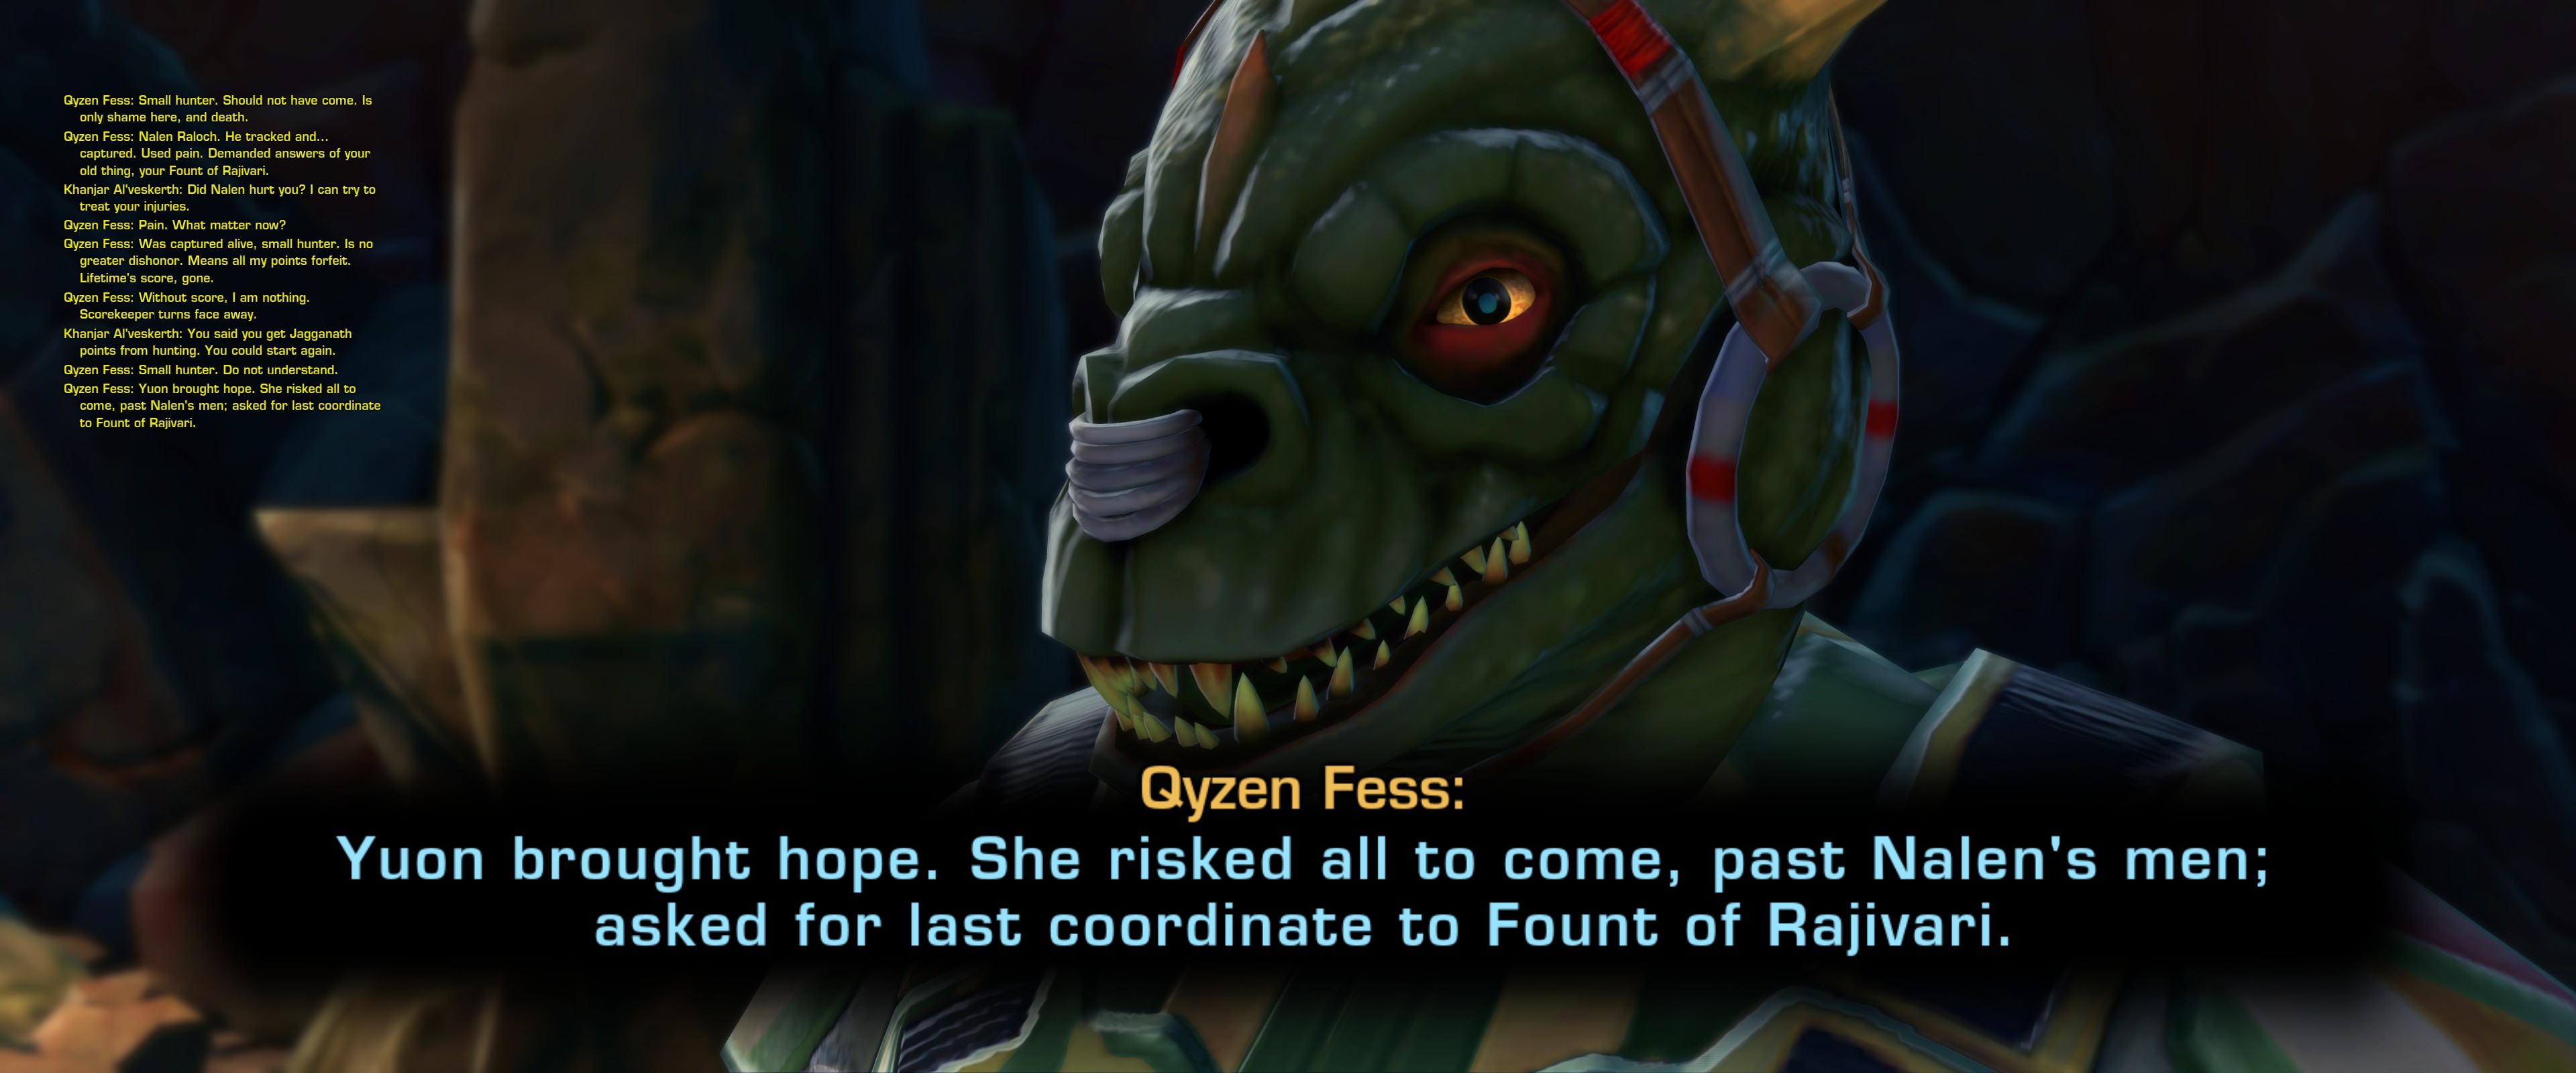 Qyzen Fess: Small hunter. Should not have come. Is
only shame here, and death.
Qyzen Fess: Nalen Raloch. He tracked and...
captured. Used pain. Demanded answers of your
old thing, your Fount of Rajivari.
Khanjar Al'veskerth: Did Nalen hurt you? I can try to
treat your injuries.
Qyzen Fess: Pain. What matter now?
Qyzen Fess: Was captured alive, small hunter. Is no
greater dishonor. Means all my points forfeit.
Lifetime's score, gone.
Qyzen Fess: Without score, I am nothing.
Scorekeeper turns face away.
Khanjar Al'veskerth: You said you get Jagganath
points from hunting. You could start again.
Qyzen Fess: Small hunter. Do not understand.
Qyzen Fess: Yuon brought hope. She risked all to
come, past Nalen's men; asked for last coordinate
to Fount of Rajivari.
Qyzen Fess:
Yuon brought hope. She risked all to come, past Nalen's men;
asked for last coordinate to Fount of Rajivari.